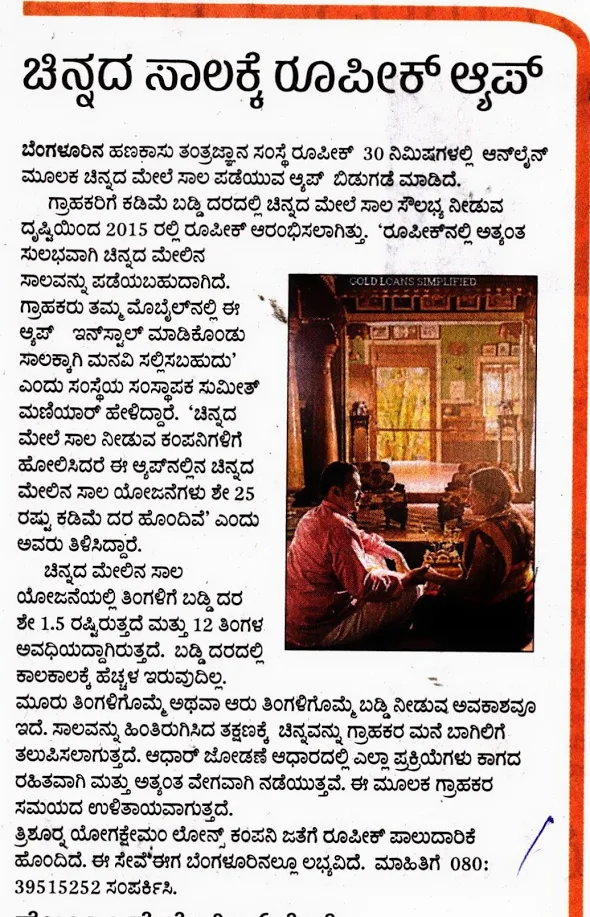 ಚಿನ್ನದ ಸಾಲಕ್ಕೆ ರೂಪೀಕ್ ಆ್ಯಪ್
ಬೆಂಗಳೂರಿನ ಹಣಕಾಸು ತಂತ್ರಜ್ಞಾನ ಸಂಸ್ಥೆ ರೂಪೀಕ್ 30 ನಿಮಿಷಗಳಲ್ಲಿ ಆನ್‌ಲೈನ್
ಮೂಲಕ ಚಿನ್ನದ ಮೇಲೆ ಸಾಲ ಪಡೆಯುವ ಆ್ಯಪ್ ಬಿಡುಗಡೆ ಮಾಡಿದೆ.
ಗ್ರಾಹಕರಿಗೆ ಕಡಿಮೆ ಬಡ್ಡಿ ದರದಲ್ಲಿ ಚಿನ್ನದ ಮೇಲೆ ಸಾಲ ಸೌಲಭ್ಯ ನೀಡುವ
ದೃಷ್ಟಿಯಿಂದ 2015 ರಲ್ಲಿ ರೂಪೀಕ್ ಆರಂಭಿಸಲಾಗಿತ್ತು. ‘ರೂಪೀಕ್‌ನಲ್ಲಿ ಅತ್ಯಂತ
ಸುಲಭವಾಗಿ ಚಿನ್ನದ ಮೇಲಿನ
ಸಾಲವನ್ನು ಪಡೆಯಬಹುದಾಗಿದೆ.
ಗ್ರಾಹಕರು ತಮ್ಮ ಮೊಬೈಲ್‌ನಲ್ಲಿ ಈ
ಆ್ಯಪ್ ಇನ್‌ಸ್ಟಾಲ್ ಮಾಡಿಕೊಂಡು
ಸಾಲಕ್ಕಾಗಿ ಮನವಿ ಸಲ್ಲಿಸಬಹುದು’
ಎಂದು ಸಂಸ್ಥೆಯ ಸಂಸ್ಥಾಪಕ ಸುಮೀತ್
ಮಣಿಯಾರ್ ಹೇಳಿದ್ದಾರೆ. ‘ಚಿನ್ನದ
ಮೇಲೆ ಸಾಲ ನೀಡುವ ಕಂಪನಿಗಳಿಗೆ
ಹೋಲಿಸಿದರೆ ಈ ಆ್ಯಪ್‌ನಲ್ಲಿನ ಚಿನ್ನದ
ಮೇಲಿನ ಸಾಲ ಯೋಜನೆಗಳು ಶೇ 25
ರಷ್ಟು ಕಡಿಮೆ ದರ ಹೊಂದಿವೆ’ ಎಂದು
ಅವರು ತಿಳಿಸಿದ್ದಾರೆ.
ಚಿನ್ನದ ಮೇಲಿನ ಸಾಲ
ಯೋಜನೆಯಲ್ಲಿ ತಿಂಗಳಿಗೆ ಬಡ್ಡಿ ದರ
ಶೇ 1.5 ರಷ್ಟಿರುತ್ತದೆ ಮತ್ತು 12 ತಿಂಗಳ
ಅವಧಿಯದ್ದಾಗಿರುತ್ತದೆ. ಬಡ್ಡಿ ದರದಲ್ಲಿ
ಕಾಲಕಾಲಕ್ಕೆ ಹೆಚ್ಚಳ ಇರುವುದಿಲ್ಲ.
ಮೂರು ತಿಂಗಳಿಗೊಮ್ಮೆ ಅಥವಾ ಆರು ತಿಂಗಳಿಗೊಮ್ಮೆ ಬಡ್ಡಿ ನೀಡುವ ಅವಕಾಶವೂ
ಇದೆ. ಸಾಲವನ್ನು ಹಿಂತಿರುಗಿಸಿದ ತಕ್ಷಣಕ್ಕೆ ಚಿನ್ನವನ್ನು ಗ್ರಾಹಕರ ಮನೆ ಬಾಗಿಲಿಗೆ
ತಲುಪಿಸಲಾಗುತ್ತದೆ. ಆಧಾರ್ ಜೋಡಣೆ ಆಧಾರದಲ್ಲಿ ಎಲ್ಲಾ ಪ್ರಕ್ರಿಯೆಗಳು ಕಾಗದ
ರಹಿತವಾಗಿ ಮತ್ತು ಅತ್ಯಂತ ವೇಗವಾಗಿ ನಡೆಯುತ್ತವೆ. ಈ ಮೂಲಕ ಗ್ರಾಹಕರ
ಸಮಯದ ಉಳಿತಾಯವಾಗುತ್ತದೆ.
ತ್ರಿಶೂರ್‍ನ ಯೋಗಕ್ಷೇಮಂ ಲೋನ್ಸ್ ಕಂಪನಿ ಜತೆಗೆ ರೂಪೀಕ್ ಪಾಲುದಾರಿಕೆ
ಹೊಂದಿದೆ. ಈ ಸೇವೆ ಈಗ ಬೆಂಗಳೂರಿನಲ್ಲೂ ಲಭ್ಯವಿದೆ. ಮಾಹಿತಿಗೆ 080:
39515252 ಸಂಪರ್ಕಿಸಿ.
GOLD LOANS SIMPLIFIED